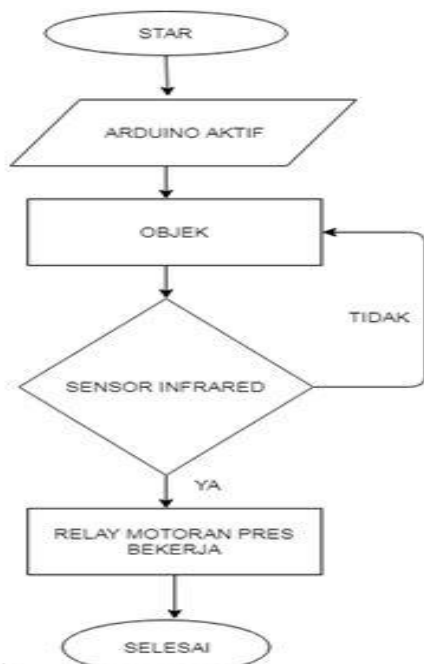 STAR
ARDUINO AKTIF
OBJEK
TIDAK
SENSOR INFRARED
YA
RELAY MOTORAN PRES
BEKERJA
SELESAI